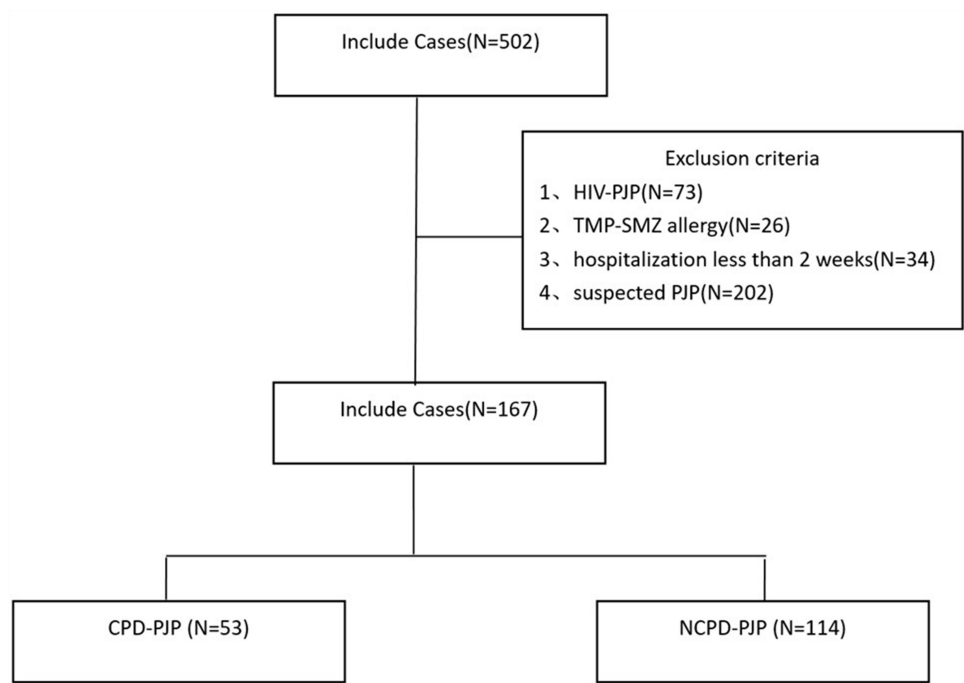 Include Cases(N=502)
Exclusion criteria
1、HIV-PJP(N=73)
2、TMP-SMZ allergy(N=26)
3、hospitalization less than 2 weeks(N=34)
4、suspected PJP(N=202)
Include Cases(N=167)
CPD-PJP (N=53)
NCPD-PJP (N=114)